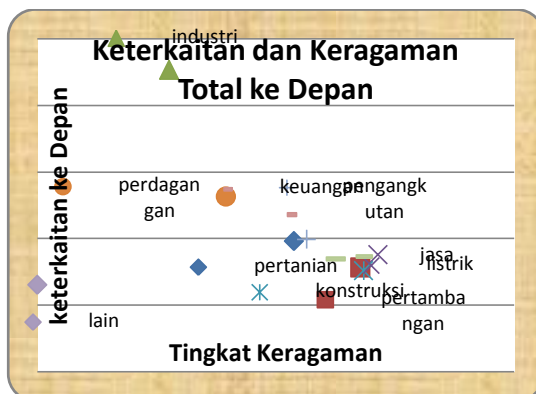 industri
Keterkaitan dan Keragaman
Total ke Depan
keterkaitan ke Depan
perdagan
gan
keuangan
pengangk
utan
jasa
listrik
pertanian
konstruksi
pertamba
ngan
lain
Tingkat Keragaman